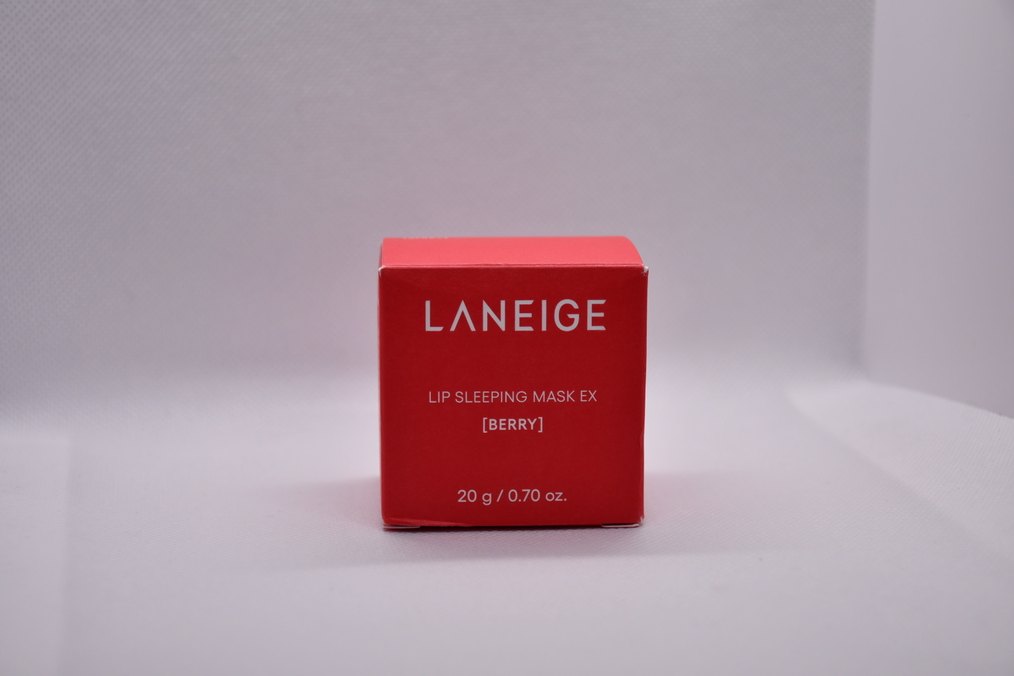 LANEIGE
LIP SLEEPING MASK EX
[BERRY]
20 g / 0.70 oz.